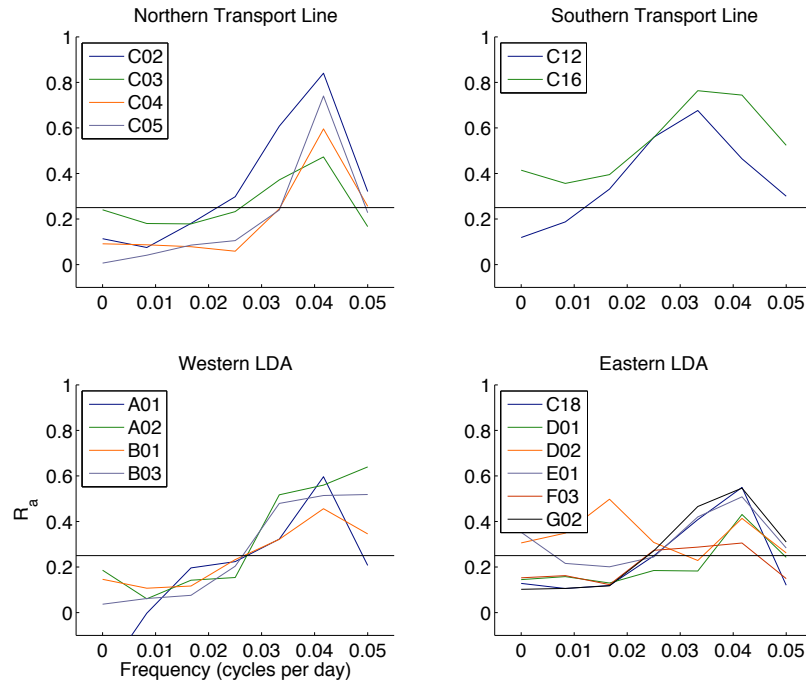 Northern Transport Line
1
0.8
0.6
0.4
0.2
0
C02
C03
C04
C05
0 0.01 0.02 0.03 0.04 0.05
Southern Transport Line
1
0.8
0.6
0.4
0.2
0
C12
C16
0 0.01 0.02 0.03 0.04 0.05
Western LDA
1
0.8
0.6
0.4
0.2
0
R_a
A01
A02
B01
B03
0 0.01 0.02 0.03 0.04 0.05
Frequency (cycles per day)
Eastern LDA
1
0.8
0.6
0.4
0.2
0
C18
D01
D02
E01
F03
G02
0 0.01 0.02 0.03 0.04 0.05